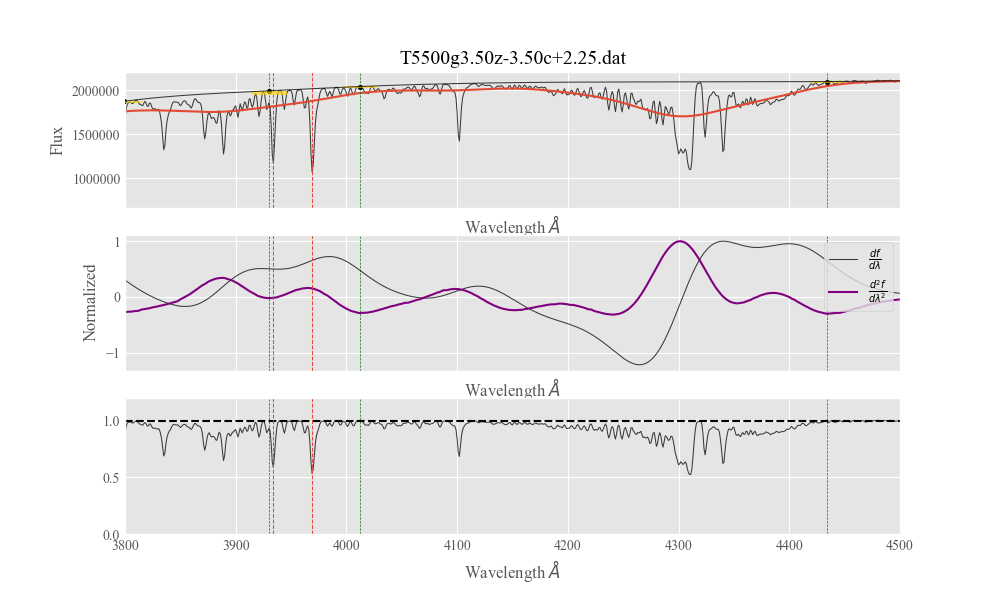 T5500g3.50z-3.50c+2.25.dat
2000000
1500000
1000000
Flux
Wavelength Å
1
0
−1
Normalized
df
dλ
d²f
dλ²
Wavelength Å
1.0
0.5
0.0
3800 3900 4000 4100 4200 4300 4400 4500
Wavelength Å